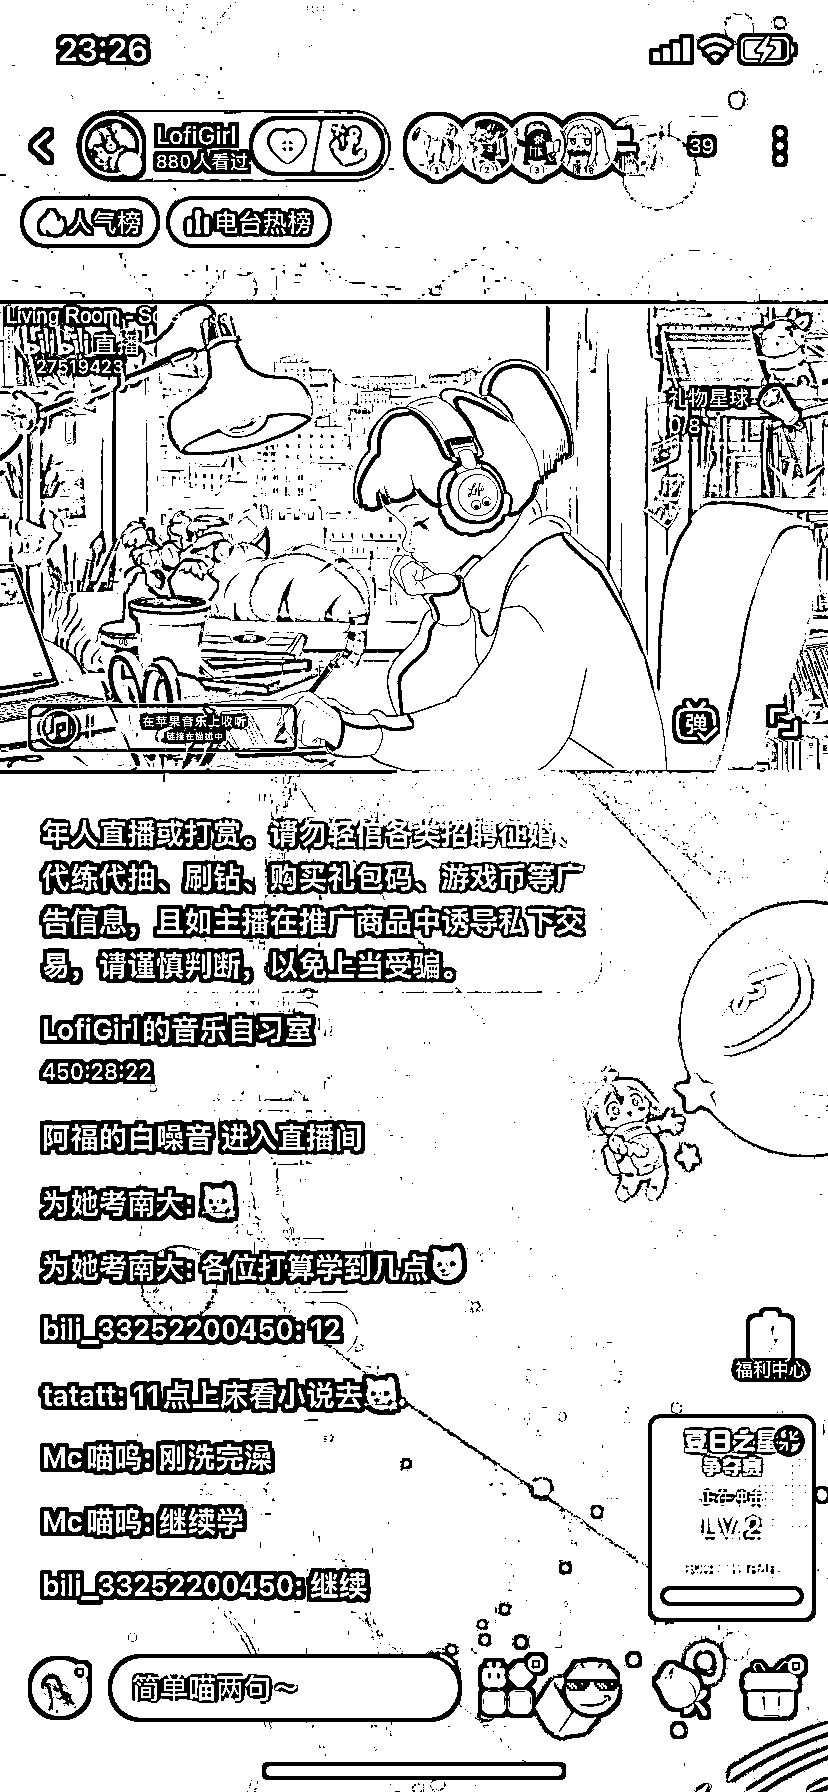 23:26
LofiGirl
880人看过
39
人气榜
电台热榜
Living Room - So
bilibili 直播
27519423
礼物星球
0/8
在苹果音乐上收听
链接在描述中
弹
年人直播或打赏。请勿轻信各类招聘征婚、
代练代抽、刷钻、购买礼包码、游戏币等广
告信息，且如主播在推广商品中诱导私下交
易，请谨慎判断，以免上当受骗。
LofiGirl的音乐自习室
450:28:22
阿福的白噪音 进入直播间
为她考南大:
为她考南大: 各位打算学到几点
bili_33252200450: 12
tatatt: 11点上床看小说去
Mc喵呜: 刚洗完澡
Mc喵呜: 继续学
bili_33252200450: 继续
福利中心
夏日之星
争夺赛
正在冲击
LV.2
简单喵两句～